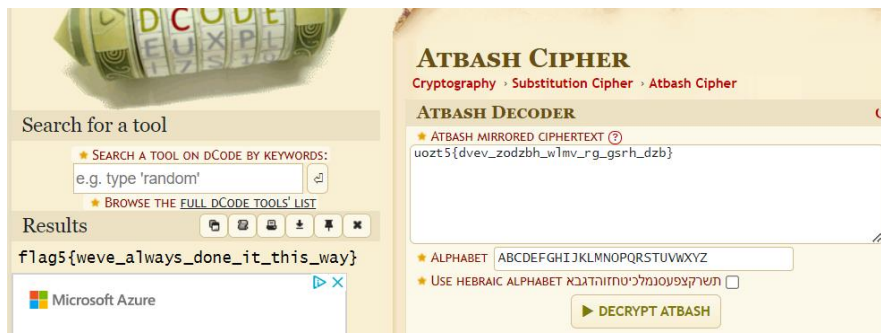 DCODE
EUXPL
17S10
Search for a tool
★ SEARCH A TOOL ON DCODE BY KEYWORDS:
e.g. type 'random'
★ BROWSE THE FULL DCODE TOOLS' LIST
Results
flag5{weve_always_done_it_this_way}
Microsoft Azure
ATBASH CIPHER
Cryptography › Substitution Cipher › Atbash Cipher
ATBASH DECODER
★ ATBASH MIRRORED CIPHERTEXT (?)
uozt5{dvev_zodzbh_wlmv_rg_gsrh_dzb}
★ ALPHABET ABCDEFGHIJKLMNOPQRSTUVWXYZ
★ USE HEBRAIC ALPHABET תשרקצפעסנמלכיטחזוהדגבא
▶ DECRYPT ATBASH